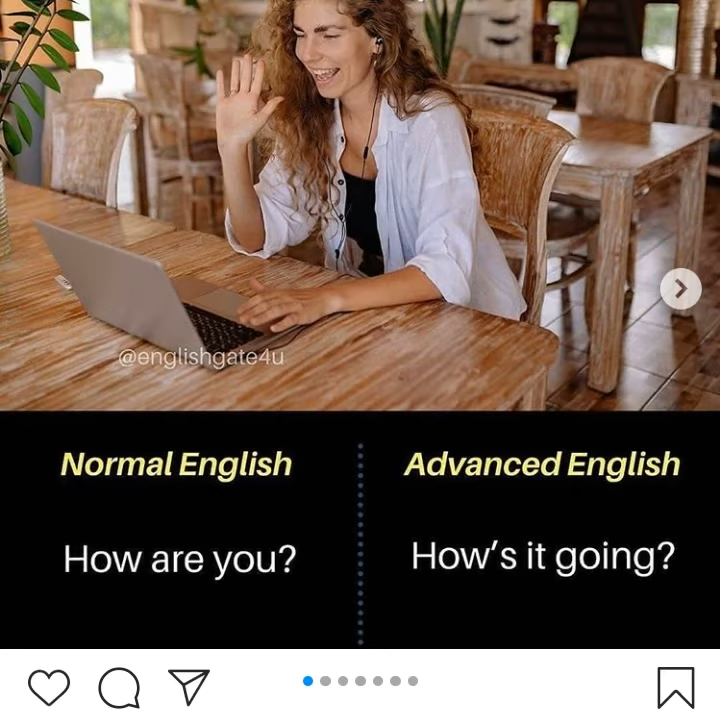 @englishgate4u
Normal English
Advanced English
How are you?
How’s it going?